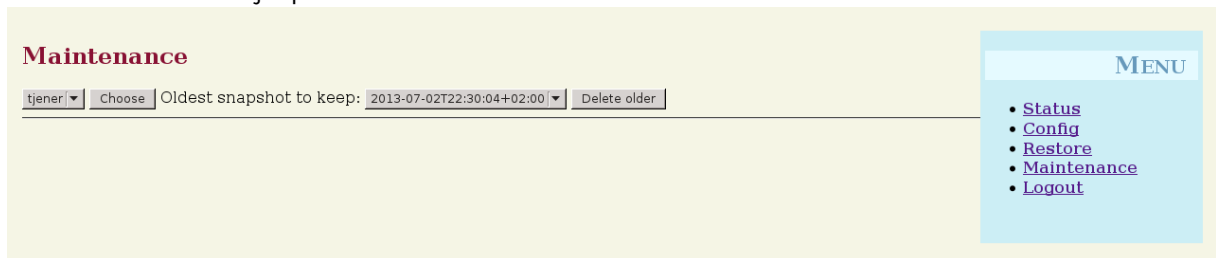 Maintenance
tjener Choose Oldest snapshot to keep: 2013-07-02T22:30:04+02:00 Delete older
MENU
Status
Config
Restore
Maintenance
Logout